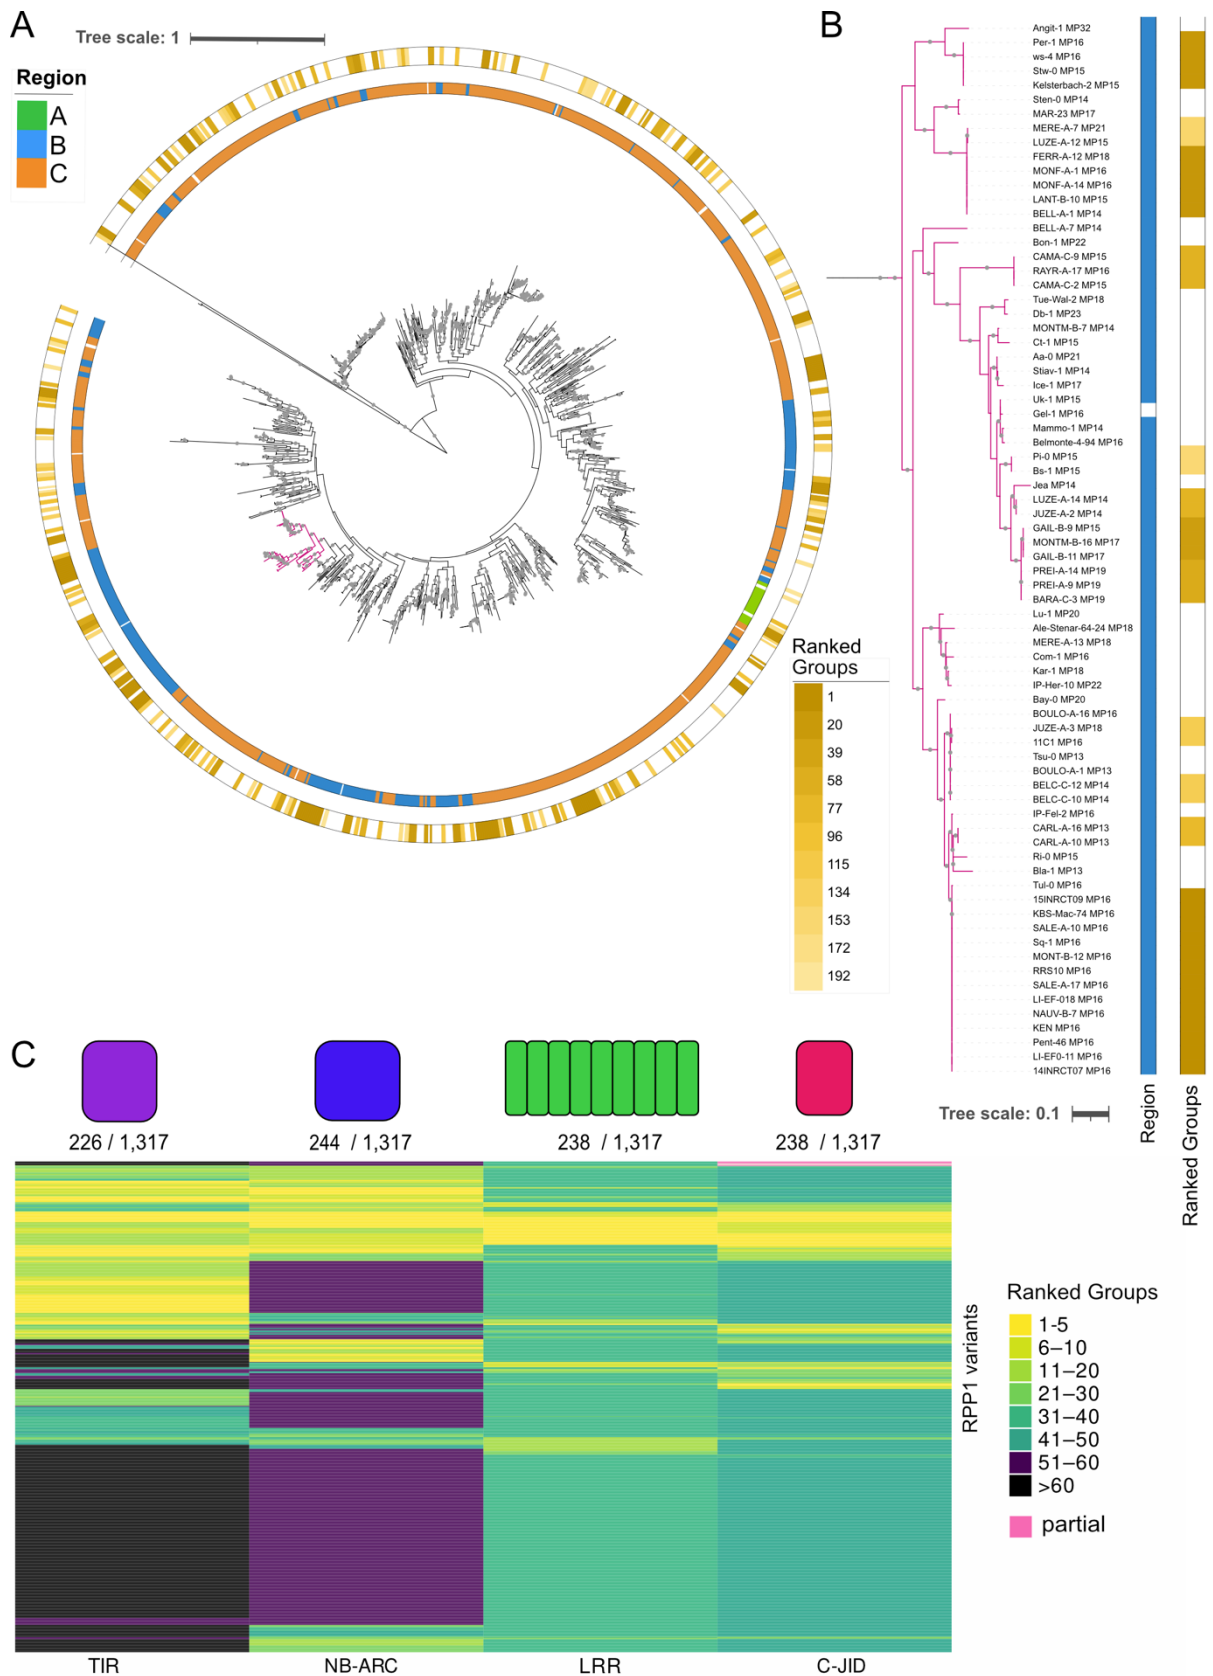 A
Tree scale: 1
Region
A
B
C
Ranked
Groups
1
20
39
58
77
96
115
134
153
172
192
B
Angit-1 MP32
Per-1 MP16
ws-4 MP16
Stw-0 MP15
Kelsterbach-2 MP15
Sten-0 MP14
MAR-23 MP17
MERE-A-7 MP21
LUZE-A-12 MP15
FERR-A-12 MP18
MONF-A-1 MP16
MONF-A-14 MP16
LANT-B-10 MP15
BELL-A-1 MP14
BELL-A-7 MP14
Bon-1 MP22
CAMA-C-9 MP15
RAYR-A-17 MP16
CAMA-C-2 MP15
Tue-Wal-2 MP18
Db-1 MP23
MONTM-B-7 MP14
Ct-1 MP15
Aa-0 MP21
Stiav-1 MP14
Ice-1 MP17
Uk-1 MP15
Gel-1 MP16
Mammo-1 MP14
Belmonte-4-94 MP16
Pi-0 MP15
Bs-1 MP15
Jea MP14
LUZE-A-14 MP14
JUZE-A-2 MP14
GAIL-B-9 MP15
MONTM-B-16 MP17
GAIL-B-11 MP17
PREI-A-14 MP19
PREI-A-9 MP19
BARA-C-3 MP19
Lu-1 MP20
Ale-Stenar-64-24 MP18
MERE-A-13 MP18
Com-1 MP16
Kar-1 MP18
IP-Her-10 MP22
Bay-0 MP20
BOULO-A-16 MP16
JUZE-A-3 MP18
11C1 MP16
Tsu-0 MP13
BOULO-A-1 MP13
BELC-C-12 MP14
BELC-C-10 MP14
IP-Fel-2 MP16
CARL-A-16 MP13
CARL-A-10 MP13
Ri-0 MP15
Bla-1 MP13
Tul-0 MP16
15INRCT09 MP16
KBS-Mac-74 MP16
SALE-A-10 MP16
Sq-1 MP16
MONT-B-12 MP16
RRS10 MP16
SALE-A-17 MP16
LI-EF-018 MP16
NAUV-B-7 MP16
KEN MP16
Pent-46 MP16
LI-EF0-11 MP16
14INRCT07 MP16
Tree scale: 0.1
Region
Ranked Groups
C
226 / 1,317
244 / 1,317
238 / 1,317
238 / 1,317
RPP1 variants
Ranked Groups
1-5
6–10
11–20
21–30
31–40
41–50
51–60
>60
partial
TIR
NB-ARC
LRR
C-JID